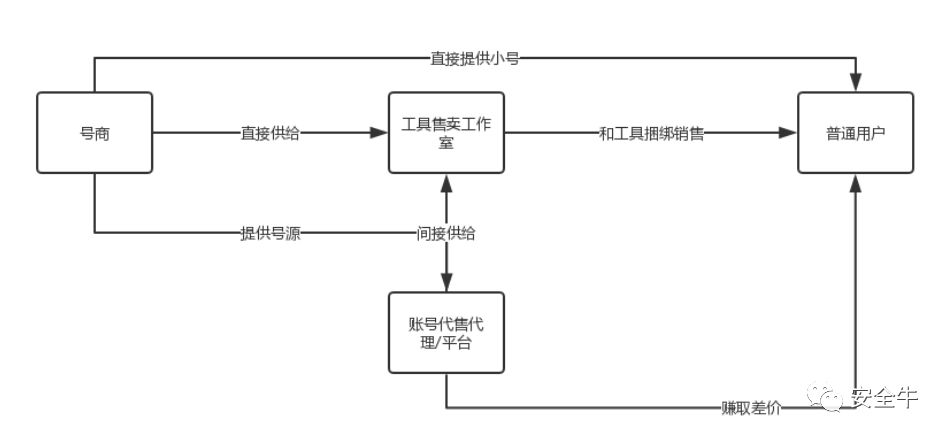 直接提供小号
号商
直接供给
工具售卖工作
室
和工具捆绑销售
普通用户
提供号源
间接供给
账号代售代
理/平台
赚取差价
安全牛